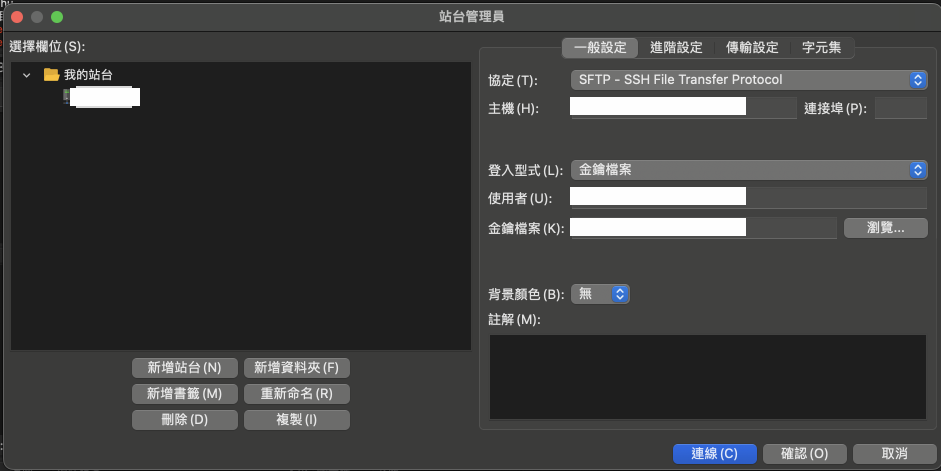 站台管理員
選擇欄位(S):
我的站台
新增站台(N)
新增資料夾(F)
新增書籤(M)
重新命名(R)
刪除(D)
複製(I)
一般設定
進階設定
傳輸設定
字元集
協定(T):
SFTP - SSH File Transfer Protocol
主機(H):
連接埠(P):
登入型式(L):
金鑰檔案
使用者(U):
金鑰檔案(K):
瀏覽...
背景顏色(B):
無
註解(M):
連線(C)
確認(O)
取消